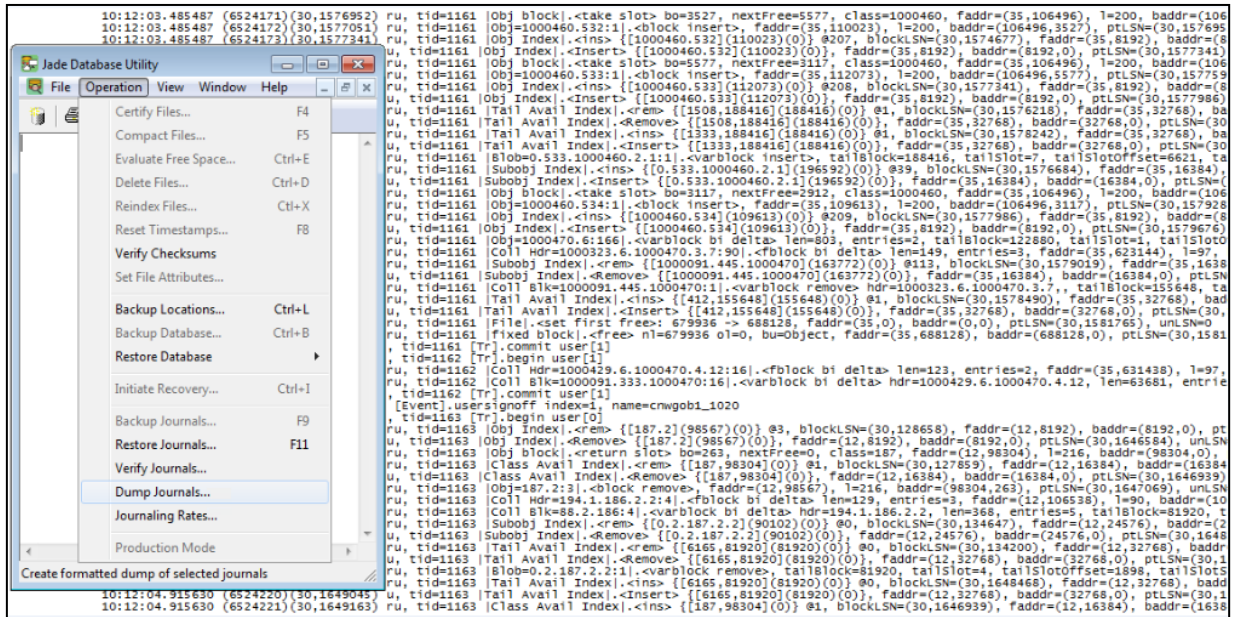 10:12:03.485487 (6524171)(30,1576952) ru, tid=1161 |Obj block|.<take slot> bo=3527, nextFree=5577, class=1000460, faddr=(35,106496), l=200, baddr=(106
10:12:03.485487 (6524172)(30,1577051) ru, tid=1161 |Obj=1000460.532:1|.<block insert>, faddr=(35,110023), l=200, baddr=(106496,3527), ptLSN=(30,157695
10:12:03.485487 (6524173)(30,1577341) ru, tid=1161 |Obj Index|.<ins> {[1000460.532](110023)(0)} @207, blockLSN=(30,1574677), faddr=(35,8192), baddr=(8
Jade Database Utility
File Operation View Window Help
Certify Files... F4
Compact Files... F5
Evaluate Free Space... Ctrl+E
Delete Files... Ctrl+D
Reindex Files... Ctl+X
Reset Timestamps... F8
Verify Checksums
Set File Attributes...
Backup Locations... Ctrl+L
Backup Database... Ctrl+B
Restore Database
Initiate Recovery... Ctrl+I
Backup Journals... F9
Restore Journals... F11
Verify Journals...
Dump Journals...
Journaling Rates...
Production Mode
Create formatted dump of selected journals
u, tid=1161 |Obj Index|.<Insert> {[1000460.532](110023)(0)}, faddr=(35,8192), baddr=(8192,0), ptLSN=(30,1577341)
ru, tid=1161 |Obj block|.<take slot> bo=5577, nextFree=3117, class=1000460, faddr=(35,106496), l=200, baddr=(106
ru, tid=1161 |Obj=1000460.533:1|.<block insert>, faddr=(35,112073), l=200, baddr=(106496,5577), ptLSN=(30,157759
ru, tid=1161 |Obj Index|.<ins> {[1000460.533](112073)(0)} @208, blockLSN=(30,1577341), faddr=(35,8192), baddr=(8
u, tid=1161 |Obj Index|.<Insert> {[1000460.533](112073)(0)}, faddr=(35,8192), baddr=(8192,0), ptLSN=(30,1577986)
ru, tid=1161 |Tail Avail Index|.<rem> {[1508,188416](188416)(0)} @1, blockLSN=(30,1576218), faddr=(35,32768), ba
u, tid=1161 |Tail Avail Index|.<Remove> {[1508,188416](188416)(0)}, faddr=(35,32768), baddr=(32768,0), ptLSN=(30
ru, tid=1161 |Tail Avail Index|.<ins> {[1333,188416](188416)(0)} @1, blockLSN=(30,1578242), faddr=(35,32768), ba
u, tid=1161 |Tail Avail Index|.<Insert> {[1333,188416](188416)(0)}, faddr=(35,32768), baddr=(32768,0), ptLSN=(30
ru, tid=1161 |Blob=0.533.1000460.2.1:1|.<varblock insert>, tailBlock=188416, tailSlot=7, tailSlotOffset=6621, ta
ru, tid=1161 |Subobj Index|.<ins> {[0.533.1000460.2.1](196592)(0)} @39, blockLSN=(30,1576684), faddr=(35,16384),
u, tid=1161 |Subobj Index|.<Insert> {[0.533.1000460.2.1](196592)(0)}, faddr=(35,16384), baddr=(16384,0), ptLSN=(
ru, tid=1161 |Obj block|.<take slot> bo=3117, nextFree=2912, class=1000460, faddr=(35,106496), l=200, baddr=(106
ru, tid=1161 |Obj=1000460.534:1|.<block insert>, faddr=(35,109613), l=200, baddr=(106496,3117), ptLSN=(30,157928
ru, tid=1161 |Obj Index|.<ins> {[1000460.534](109613)(0)} @209, blockLSN=(30,1577986), faddr=(35,8192), baddr=(8
u, tid=1161 |Obj Index|.<Insert> {[1000460.534](109613)(0)}, faddr=(35,8192), baddr=(8192,0), ptLSN=(30,1579676)
ru, tid=1161 |Obj=1000470.6:166|.<varblock bi delta> len=803, entries=2, tailBlock=122880, tailSlot=1, tailSlotO
ru, tid=1161 |Coll Hdr=1000323.6.1000470.3.7:90|.<fblock bi delta> len=149, entries=3, faddr=(35,623144), l=97,
ru, tid=1161 |Subobj Index|.<rem> {[1000091.445.1000470](163772)(0)} @113, blockLSN=(30,1579019), faddr=(35,1638
u, tid=1161 |Subobj Index|.<Remove> {[1000091.445.1000470](163772)(0)}, faddr=(35,16384), baddr=(16384,0), ptLSN
ru, tid=1161 |Coll Blk=1000091.445.1000470:1|.<varblock remove> hdr=1000323.6.1000470.3.7,, tailBlock=155648, ta
ru, tid=1161 |Tail Avail Index|.<ins> {[412,155648](155648)(0)} @1, blockLSN=(30,1578490), faddr=(35,32768), bad
u, tid=1161 |Tail Avail Index|.<Insert> {[412,155648](155648)(0)}, faddr=(35,32768), baddr=(32768,0), ptLSN=(30,
ru, tid=1161 |File|.<set first free>: 679936 -> 688128, faddr=(35,0), baddr=(0,0), ptLSN=(30,1581765), unLSN=0
ru, tid=1161 |fixed block|.<free> nl=679936 ol=0, bu=Object, faddr=(35,688128), baddr=(688128,0), ptLSN=(30,1581
, tid=1161 [Tr].commit user[1]
, tid=1162 [Tr].begin user[1]
ru, tid=1162 |Coll Hdr=1000429.6.1000470.4.12:16|.<fblock bi delta> len=123, entries=2, faddr=(35,631438), l=97,
ru, tid=1162 |Coll Blk=1000091.333.1000470:16|.<varblock bi delta> hdr=1000429.6.1000470.4.12, len=63681, entrie
, tid=1162 [Tr].commit user[1]
[Event].usersignoff index=1, name=cnwgob1_1020
, tid=1163 [Tr].begin user[0]
ru, tid=1163 |Obj Index|.<rem> {[187.2](98567)(0)} @3, blockLSN=(30,128658), faddr=(12,8192), baddr=(8192,0), pt
u, tid=1163 |Obj Index|.<Remove> {[187.2](98567)(0)}, faddr=(12,8192), baddr=(8192,0), ptLSN=(30,1646584), unLSN
ru, tid=1163 |Obj block|.<return slot> bo=263, nextFree=0, class=187, faddr=(12,98304), l=216, baddr=(98304,0),
ru, tid=1163 |Class Avail Index|.<rem> {[187,98304](0)} @1, blockLSN=(30,127859), faddr=(12,16384), baddr=(16384
u, tid=1163 |Class Avail Index|.<Remove> {[187,98304](0)}, faddr=(12,16384), baddr=(16384,0), ptLSN=(30,1646939)
ru, tid=1163 |Obj=187.2:3|.<block remove>, faddr=(12,98567), l=216, baddr=(98304,263), ptLSN=(30,1647069), unLSN
ru, tid=1163 |Coll Hdr=194.1.186.2.2:4|.<fblock bi delta> len=129, entries=3, faddr=(12,106538), l=90, baddr=(10
ru, tid=1163 |Coll Blk=88.2.186:4|.<varblock bi delta> hdr=194.1.186.2.2, len=368, entries=5, tailBlock=81920, t
ru, tid=1163 |Subobj Index|.<rem> {[0.2.187.2.2](90102)(0)} @0, blockLSN=(30,134647), faddr=(12,24576), baddr=(2
u, tid=1163 |Subobj Index|.<Remove> {[0.2.187.2.2](90102)(0)}, faddr=(12,24576), baddr=(24576,0), ptLSN=(30,1648
ru, tid=1163 |Tail Avail Index|.<rem> {[6165,81920](81920)(0)} @0, blockLSN=(30,134200), faddr=(12,32768), baddr
u, tid=1163 |Tail Avail Index|.<Remove> {[6165,81920](81920)(0)}, faddr=(12,32768), baddr=(32768,0), ptLSN=(30,1
ru, tid=1163 |Blob=0.2.187.2.2:1|.<varblock remove>, tailBlock=81920, tailSlot=4, tailSlotOffset=1898, tailSlotS
ru, tid=1163 |Tail Avail Index|.<ins> {[6165,81920](81920)(0)} @0, blockLSN=(30,1648468), faddr=(12,32768), badd
10:12:04.915630 (6524220)(30,1649045) u, tid=1163 |Tail Avail Index|.<Insert> {[6165,81920](81920)(0)}, faddr=(12,32768), baddr=(32768,0), ptLSN=(30,1
10:12:04.915630 (6524221)(30,1649163) ru, tid=1163 |Class Avail Index|.<ins> {[187,98304](0)} @1, blockLSN=(30,1646939), faddr=(12,16384), baddr=(1638